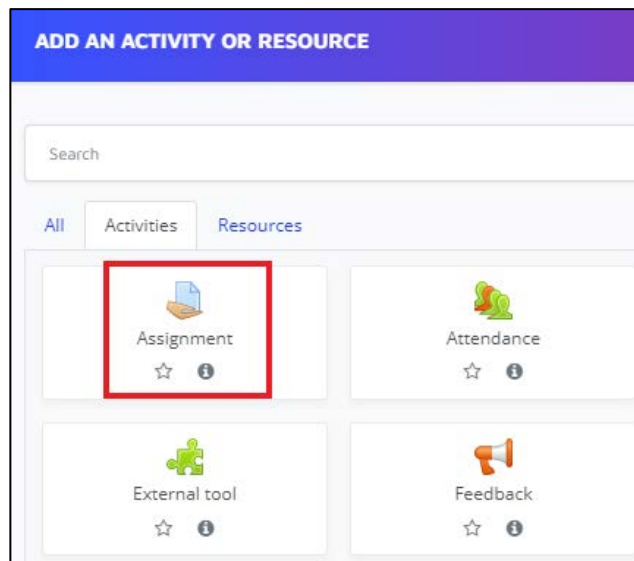 ADD AN ACTIVITY OR RESOURCE
Search
All Activities Resources
Assignment Attendance
External tool Feedback